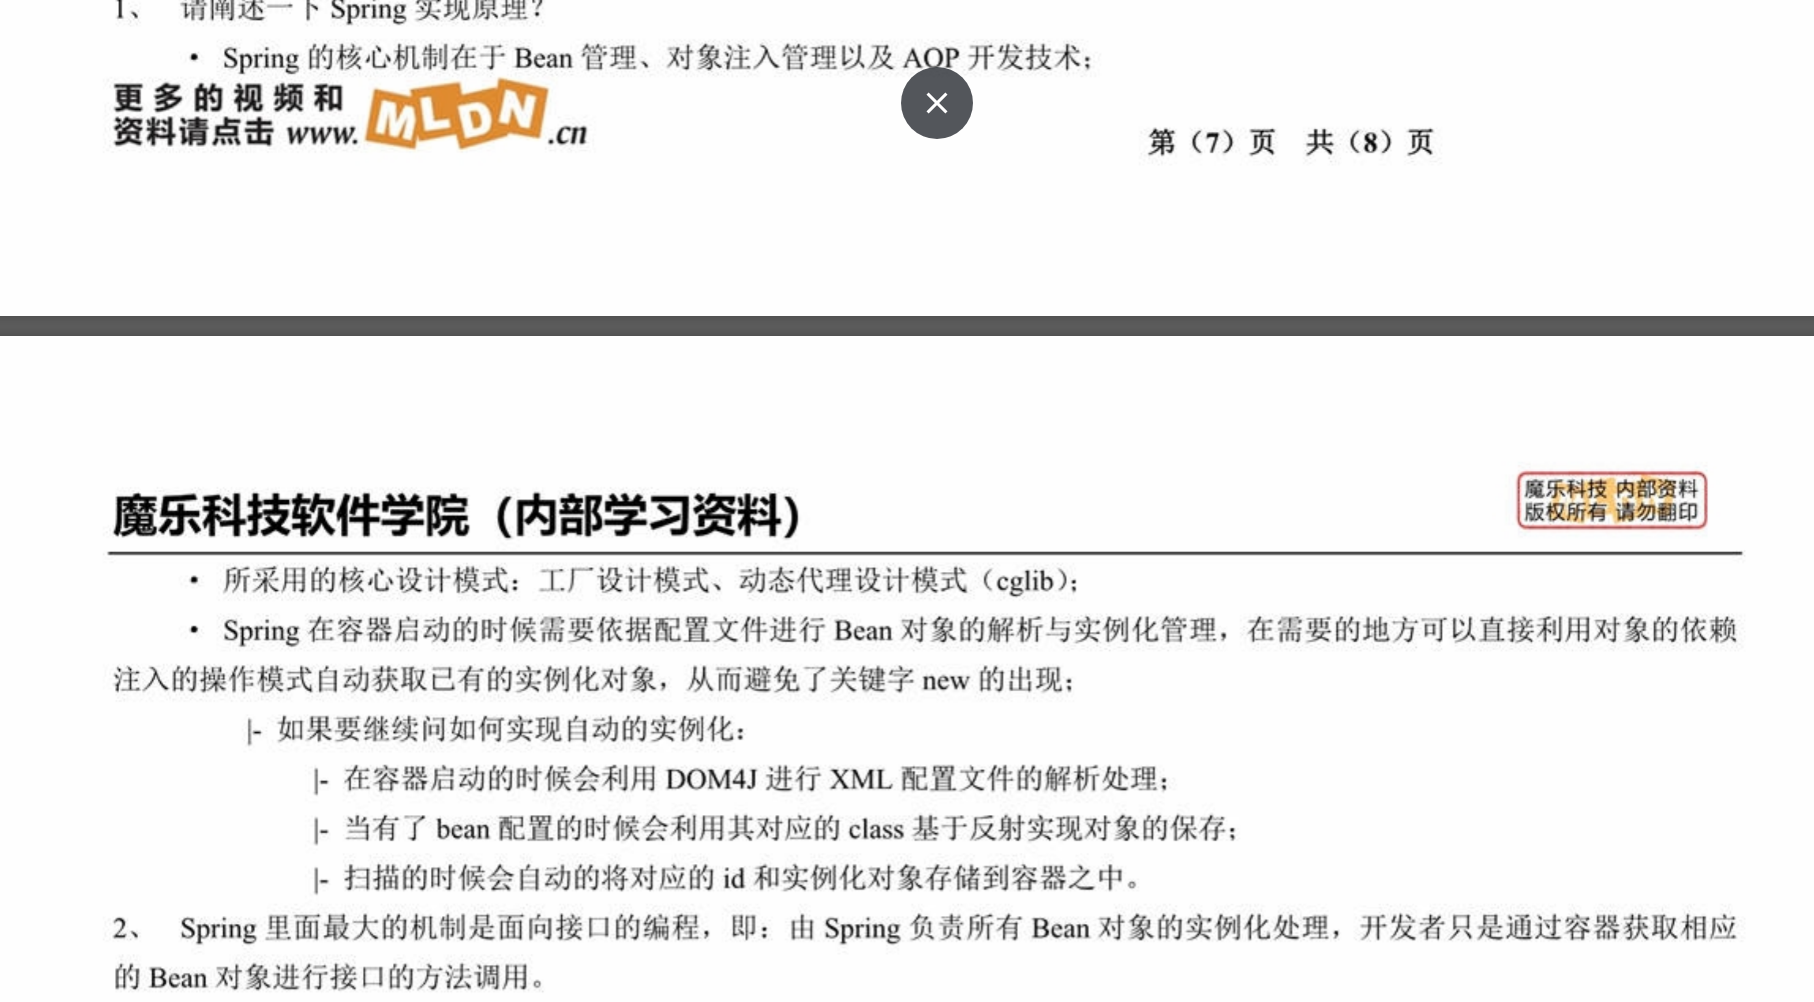 1、 请阐述一下 Spring 实现原理？
• Spring 的核心机制在于 Bean 管理、对象注入管理以及 AOP 开发技术；
更多的视频和
资料请点击 www.MLDN.cn
第（7）页 共（8）页
魔乐科技软件学院（内部学习资料）
魔乐科技 内部资料
版权所有 请勿翻印
• 所采用的核心设计模式：工厂设计模式、动态代理设计模式（cglib）；
• Spring 在容器启动的时候需要依据配置文件进行 Bean 对象的解析与实例化管理，在需要的地方可以直接利用对象的依赖
注入的操作模式自动获取已有的实例化对象，从而避免了关键字 new 的出现；
|- 如果要继续问如何实现自动的实例化：
|- 在容器启动的时候会利用 DOM4J 进行 XML 配置文件的解析处理；
|- 当有了 bean 配置的时候会利用其对应的 class 基于反射实现对象的保存；
|- 扫描的时候会自动的将对应的 id 和实例化对象存储到容器之中。
2、 Spring 里面最大的机制是面向接口的编程，即：由 Spring 负责所有 Bean 对象的实例化处理，开发者只是通过容器获取相应
的 Bean 对象进行接口的方法调用。